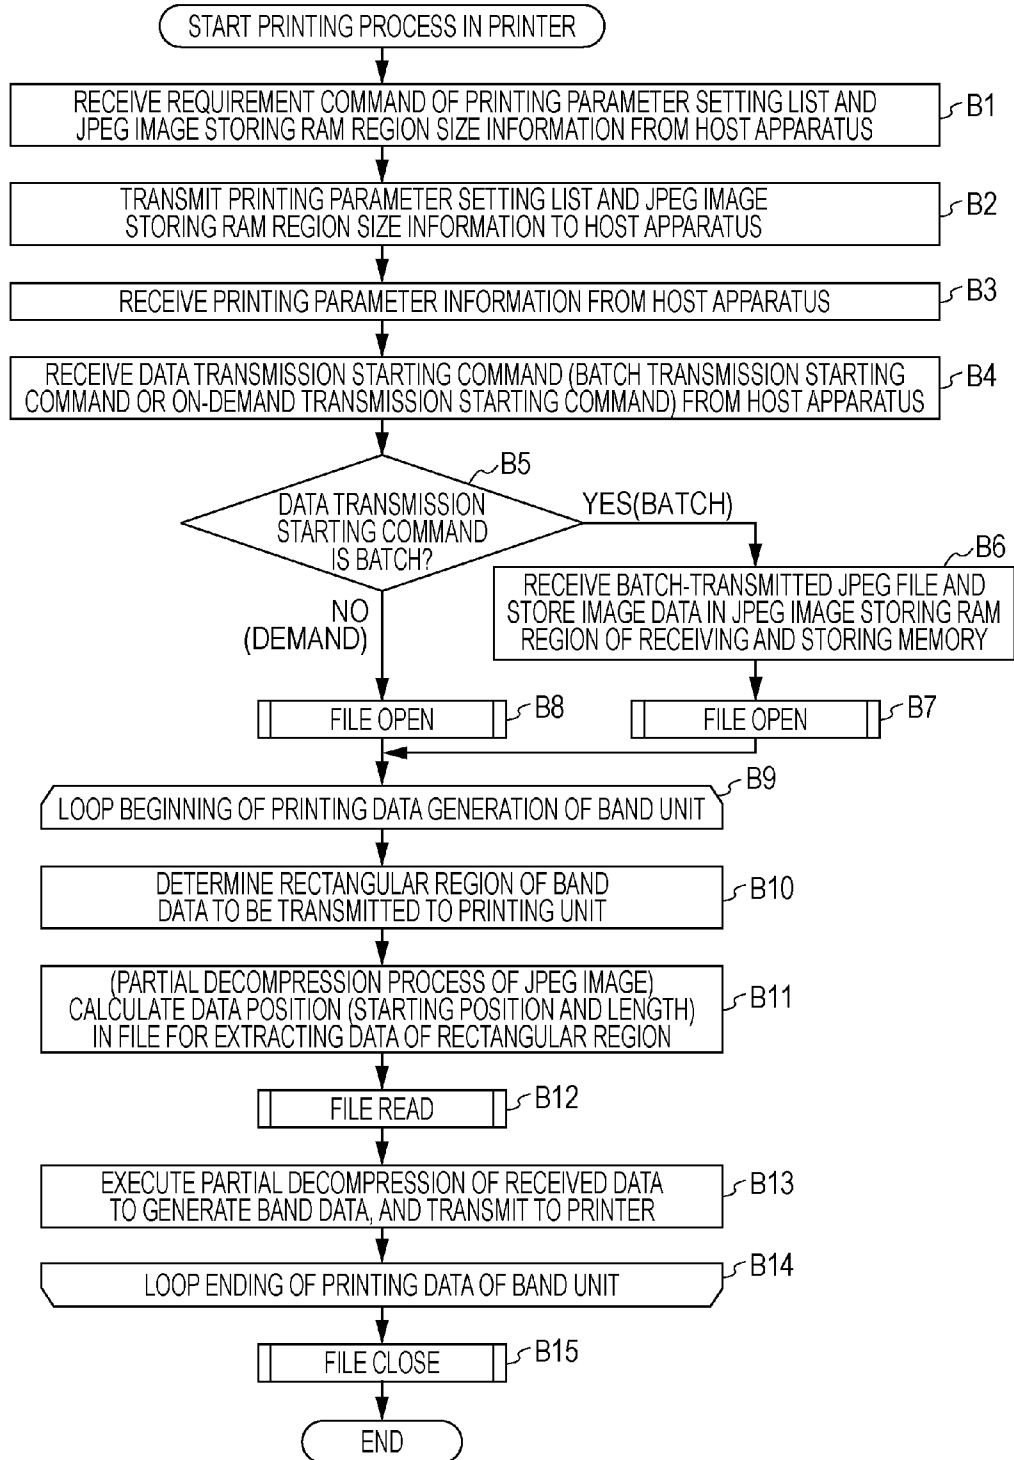 START PRINTING PROCESS IN PRINTER
RECEIVE REQUIREMENT COMMAND OF PRINTING PARAMETER SETTING LIST AND
JPEG IMAGE STORING RAM REGION SIZE INFORMATION FROM HOST APPARATUS
B1
TRANSMIT PRINTING PARAMETER SETTING LIST AND JPEG IMAGE
STORING RAM REGION SIZE INFORMATION TO HOST APPARATUS
B2
RECEIVE PRINTING PARAMETER INFORMATION FROM HOST APPARATUS
B3
RECEIVE DATA TRANSMISSION STARTING COMMAND (BATCH TRANSMISSION STARTING
COMMAND OR ON-DEMAND TRANSMISSION STARTING COMMAND) FROM HOST APPARATUS
B4
B5
DATA TRANSMISSION
STARTING COMMAND
IS BATCH?
YES(BATCH)
NO
(DEMAND)
B6
RECEIVE BATCH-TRANSMITTED JPEG FILE AND
STORE IMAGE DATA IN JPEG IMAGE STORING RAM
REGION OF RECEIVING AND STORING MEMORY
FILE OPEN
B8
FILE OPEN
B7
LOOP BEGINNING OF PRINTING DATA GENERATION OF BAND UNIT
B9
DETERMINE RECTANGULAR REGION OF BAND
DATA TO BE TRANSMITTED TO PRINTING UNIT
B10
(PARTIAL DECOMPRESSION PROCESS OF JPEG IMAGE)
CALCULATE DATA POSITION (STARTING POSITION AND LENGTH)
IN FILE FOR EXTRACTING DATA OF RECTANGULAR REGION
B11
FILE READ
B12
EXECUTE PARTIAL DECOMPRESSION OF RECEIVED DATA
TO GENERATE BAND DATA, AND TRANSMIT TO PRINTER
B13
LOOP ENDING OF PRINTING DATA OF BAND UNIT
B14
FILE CLOSE
B15
END